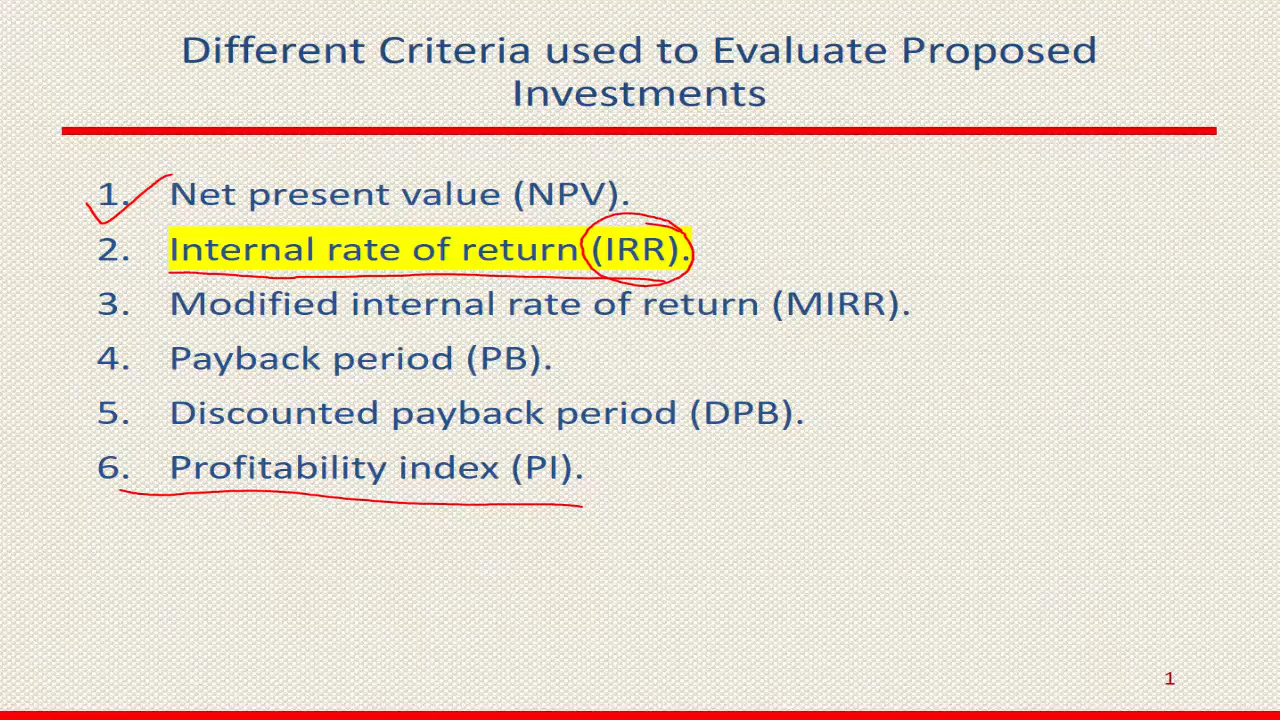 Different Criteria used to Evaluate Proposed
Investments
1. Net present value (NPV).
2. Internal rate of return (IRR).
3. Modified internal rate of return (MIRR).
4. Payback period (PB).
5. Discounted payback period (DPB).
6. Profitability index (PI).
1